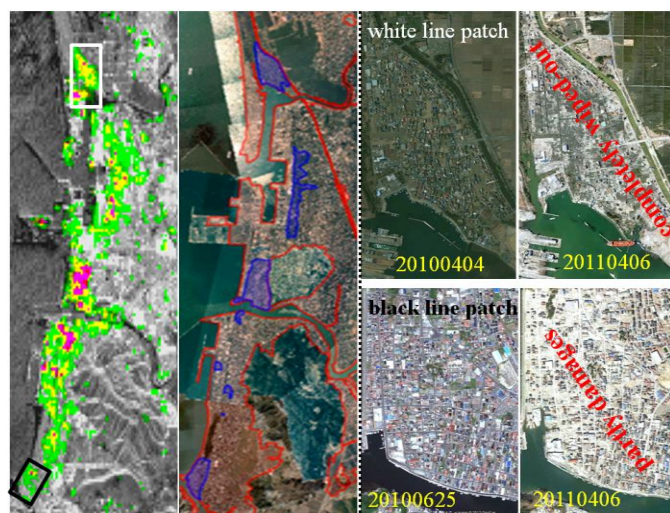 white line patch
completely wiped-out
20100404
20110406
black line patch
partly damages
20100625
20110406